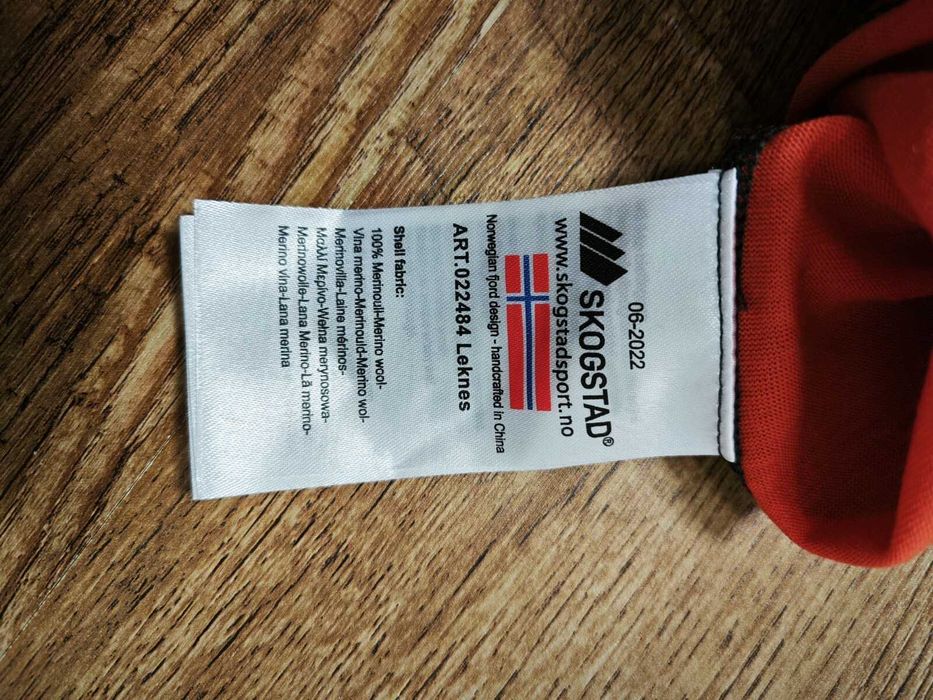 06-2022
SKOGSTAD®
www.skogstadsport.no
Norwegian fjord design - handcrafted in China
ART.022484 Leknes
Shell fabric:
100% Merinoull-Merino wool-
Vlna merino-Merinould-Merino wol-
Merinovilla-Laine mérinos-
Μαλλί Μερίνο-Wełna merynosowa-
Merinowolle-Lana Merino-Lã merino-
Merino vlna-Lana merina